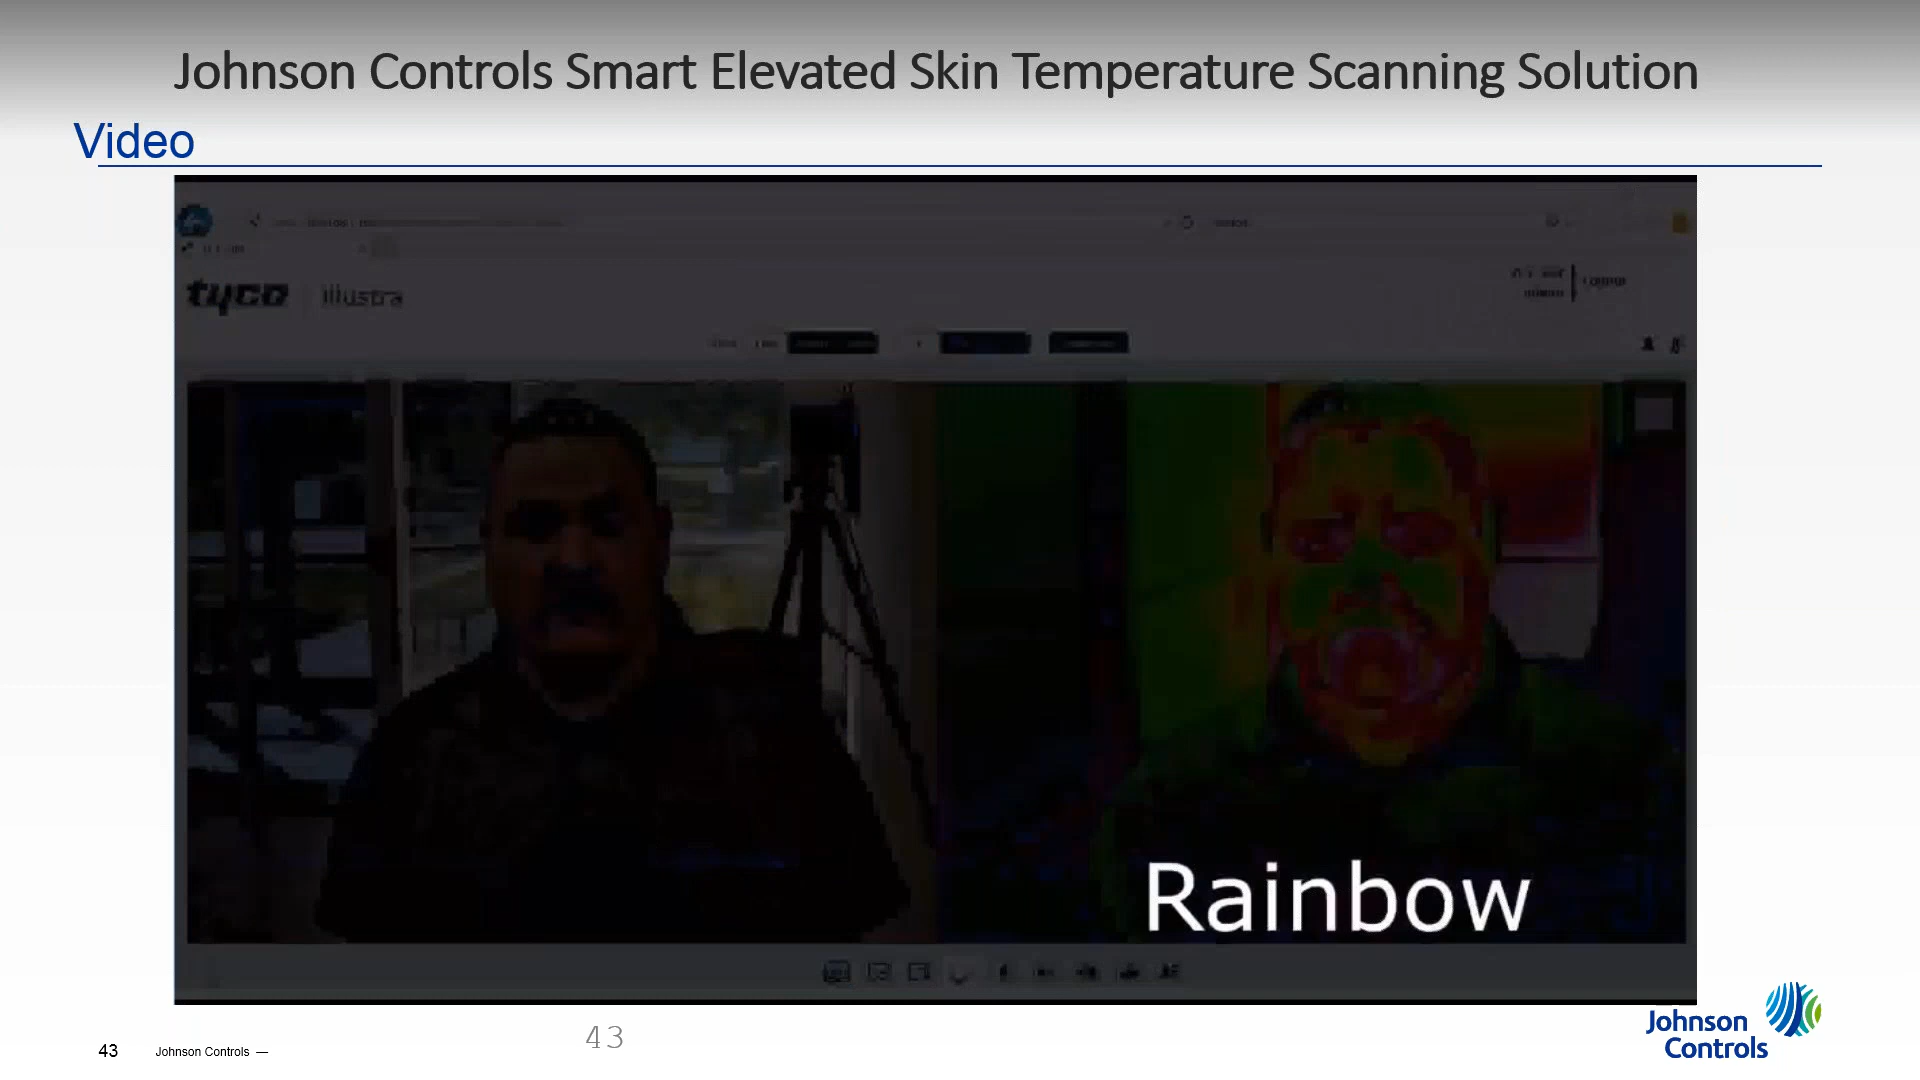 Johnson Controls Smart Elevated Skin Temperature Scanning Solution
Video
tyco illustra
Rainbow
43
43 Johnson Controls —
Johnson
Controls